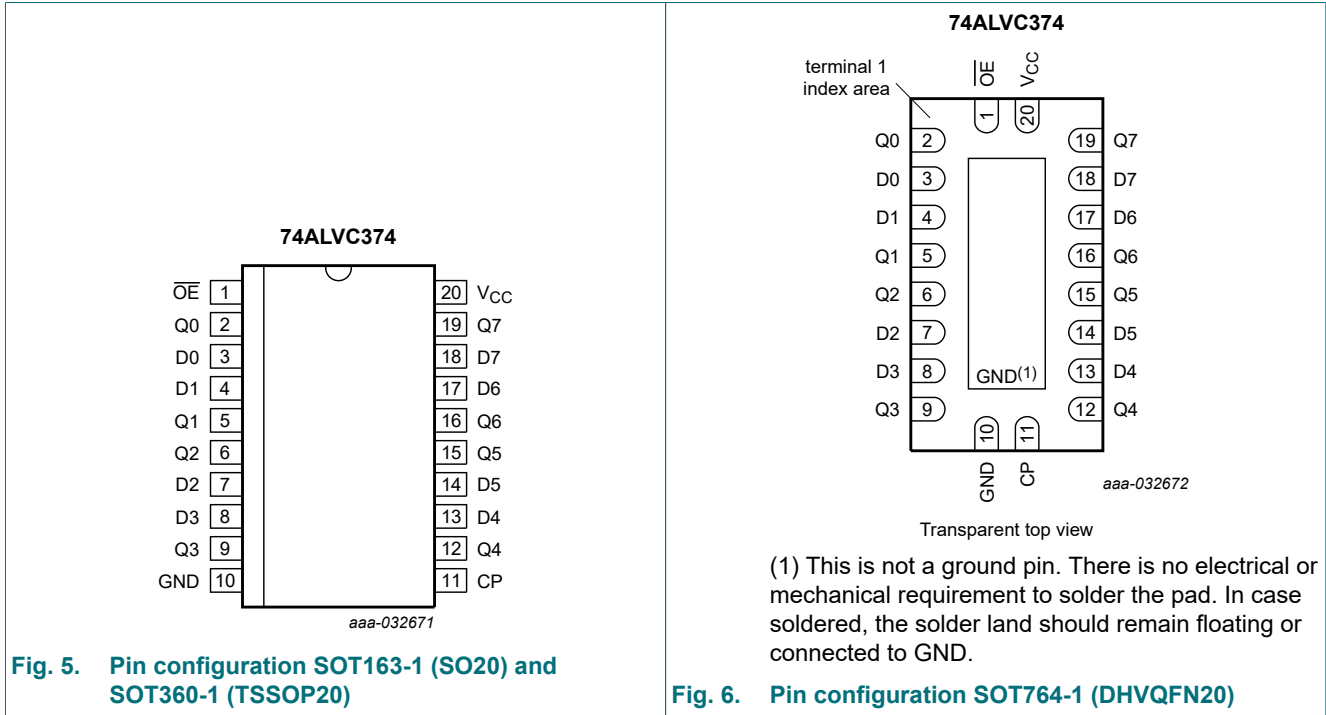 74ALVC374
OE 1 20 VCC
Q0 2 19 Q7
D0 3 18 D7
D1 4 17 D6
Q1 5 16 Q6
Q2 6 15 Q5
D2 7 14 D5
D3 8 13 D4
Q3 9 12 Q4
GND 10 11 CP
aaa-032671
Fig. 5. Pin configuration SOT163-1 (SO20) and
SOT360-1 (TSSOP20)
74ALVC374
terminal 1
index area
OE VCC
1 20
Q0 2 19 Q7
D0 3 18 D7
D1 4 17 D6
Q1 5 16 Q6
Q2 6 15 Q5
D2 7 14 D5
D3 8 GND(1) 13 D4
Q3 9 12 Q4
10 11
GND CP
aaa-032672
Transparent top view
(1) This is not a ground pin. There is no electrical or
mechanical requirement to solder the pad. In case
soldered, the solder land should remain floating or
connected to GND.
Fig. 6. Pin configuration SOT764-1 (DHVQFN20)